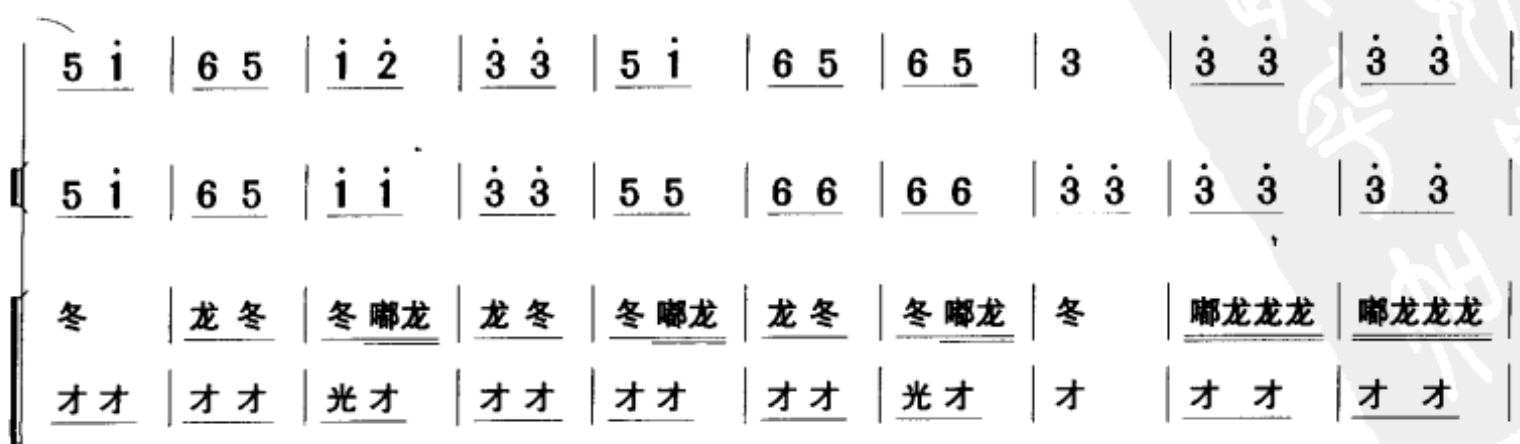 5 i̇ | 6 5 | i̇ 2̇ | 3̇ 3̇ | 5 i̇ | 6 5 | 6 5 | 3 | 3̇ 3̇ | 3̇ 3̇ |
5 i̇ | 6 5 | i̇ i̇ | 3̇ 3̇ | 5 5 | 6 6 | 6 6 | 3̇ 3̇ | 3̇ 3̇ | 3̇ 3̇ |
冬 | 龙 冬 | 冬 嘟龙 | 龙 冬 | 冬 嘟龙 | 龙 冬 | 冬 嘟龙 | 冬 | 嘟龙龙龙 | 嘟龙龙龙 |
才 才 | 才 才 | 光 才 | 才 才 | 才 才 | 才 才 | 光 才 | 才 | 才 才 | 才 才 |